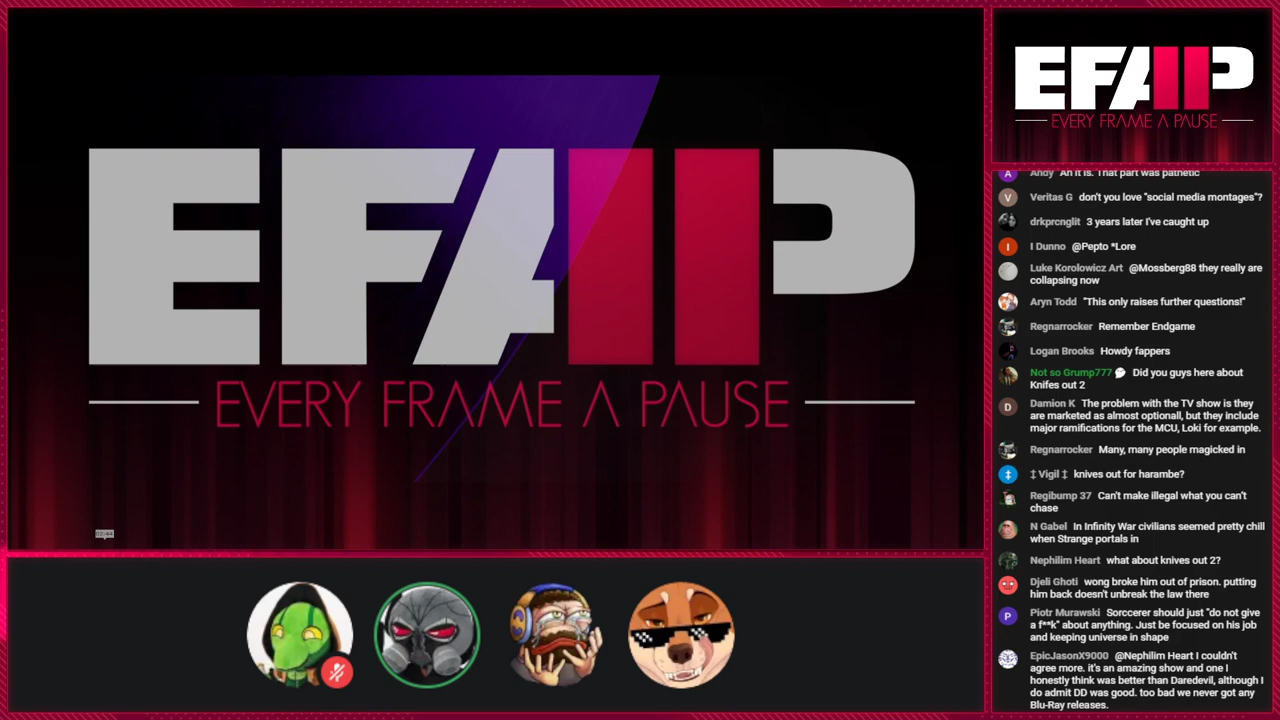 EFAP
EVERY FRAME A PAUSE
EFAP
EVERY FRAME A PAUSE
Andy Ah it is. That part was pathetic
Veritas G don't you love "social media montages"?
drkprcnglit 3 years later I've caught up
I Dunno @Pepto *Lore
Luke Korolowicz Art @Mossberg88 they really are
collapsing now
Aryn Todd "This only raises further questions!"
Regnarrocker Remember Endgame
Logan Brooks Howdy fappers
Not so Grump777 Did you guys here about
Knifes out 2
D
Damion K The problem with the TV show is they
are marketed as almost optionall, but they include
major ramifications for the MCU, Loki for example.
Regnarrocker Many, many people magicked in
‡ Vigil ‡ knives out for harambe?
Regibump 37 Can't make illegal what you can't
chase
N Gabel In Infinity War civilians seemed pretty chill
when Strange portals in
Nephilim Heart what about knives out 2?
Djeli Ghoti wong broke him out of prison. putting
him back doesn't unbreak the law there
P
Piotr Murawski Sorccerer should just "do not give
a f**k" about anything. Just be focused on his job
and keeping universe in shape
EpicJasonX9000 @Nephilim Heart I couldn't
agree more. it's an amazing show and one I
honestly think was better than Daredevil, although I
do admit DD was good. too bad we never got any
Blu-Ray releases.